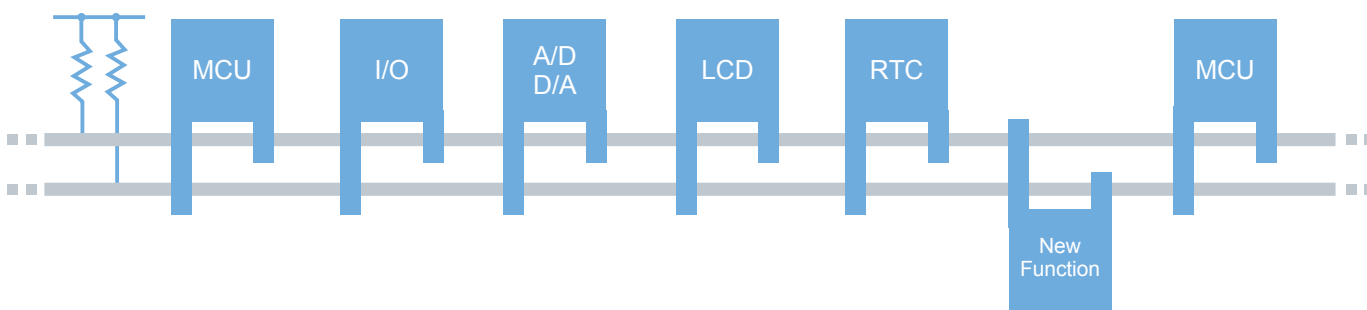 MCU
I/O
A/D
D/A
LCD
RTC
MCU
New
Function